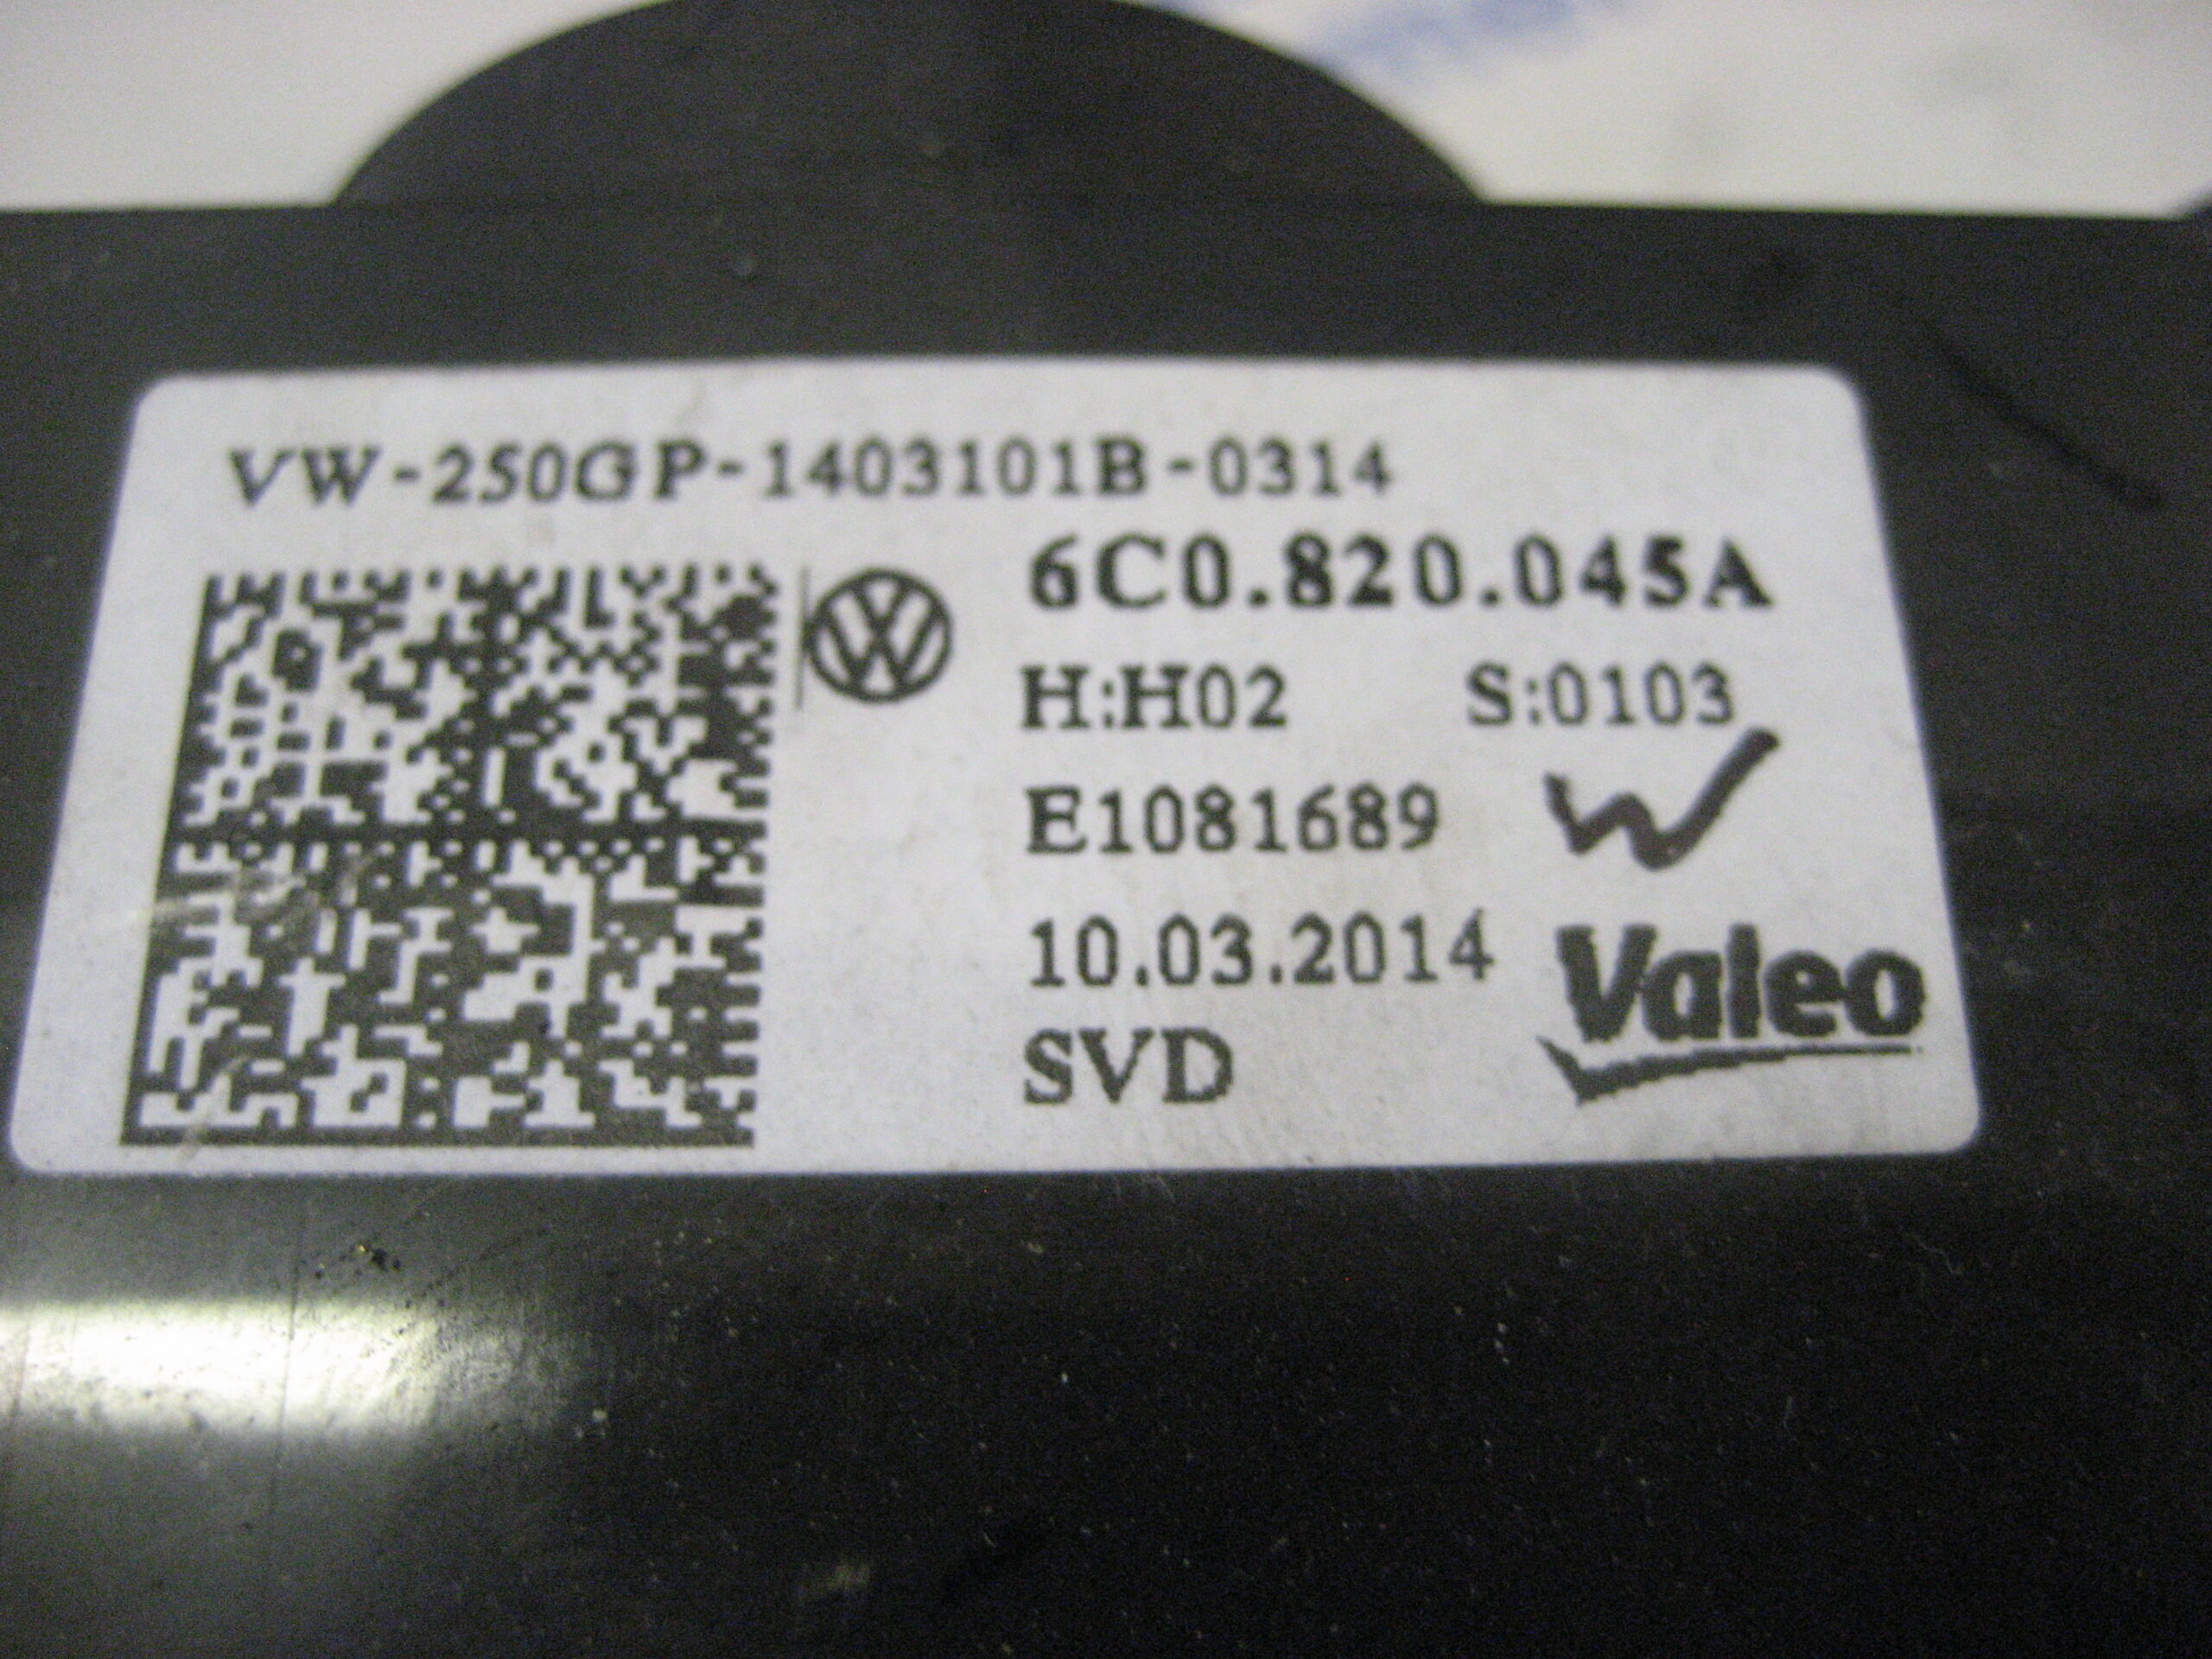 VW-250GP-1403101B-0314
6C0.820.045A
H:H02 S:0103
E1081689
10.03.2014
SVD
Valeo